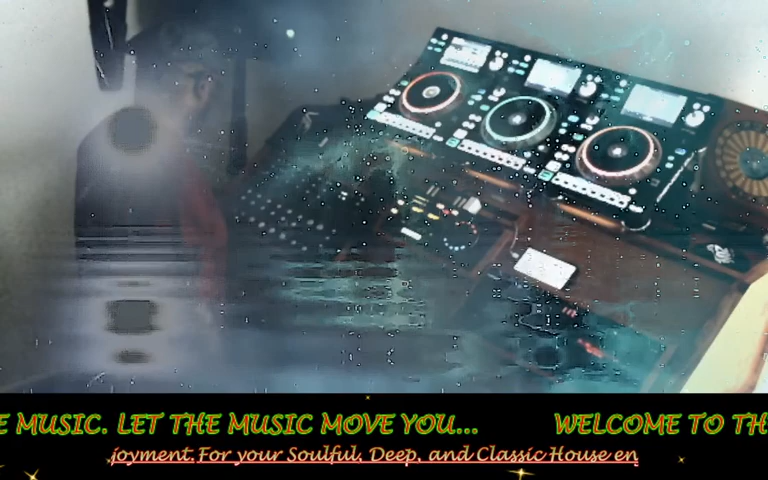 E MUSIC. LET THE MUSIC MOVE YOU... WELCOME TO TH
joyment. For your Soulful, Deep, and Classic House en